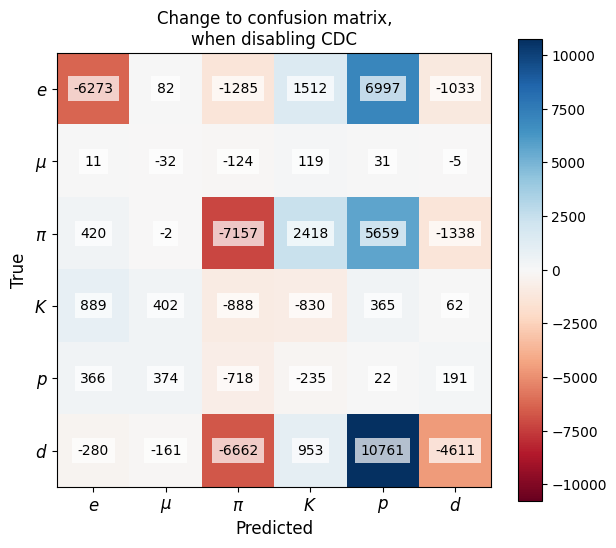 Change to confusion matrix,
when disabling CDC
e -6273 82 -1285 1512 6997 -1033
μ 11 -32 -124 119 31 -5
π 420 -2 -7157 2418 5659 -1338
K 889 402 -888 -830 365 62
p 366 374 -718 -235 22 191
d -280 -161 -6662 953 10761 -4611
e μ π K p d
Predicted
True
10000
7500
5000
2500
0
−2500
−5000
−7500
−10000